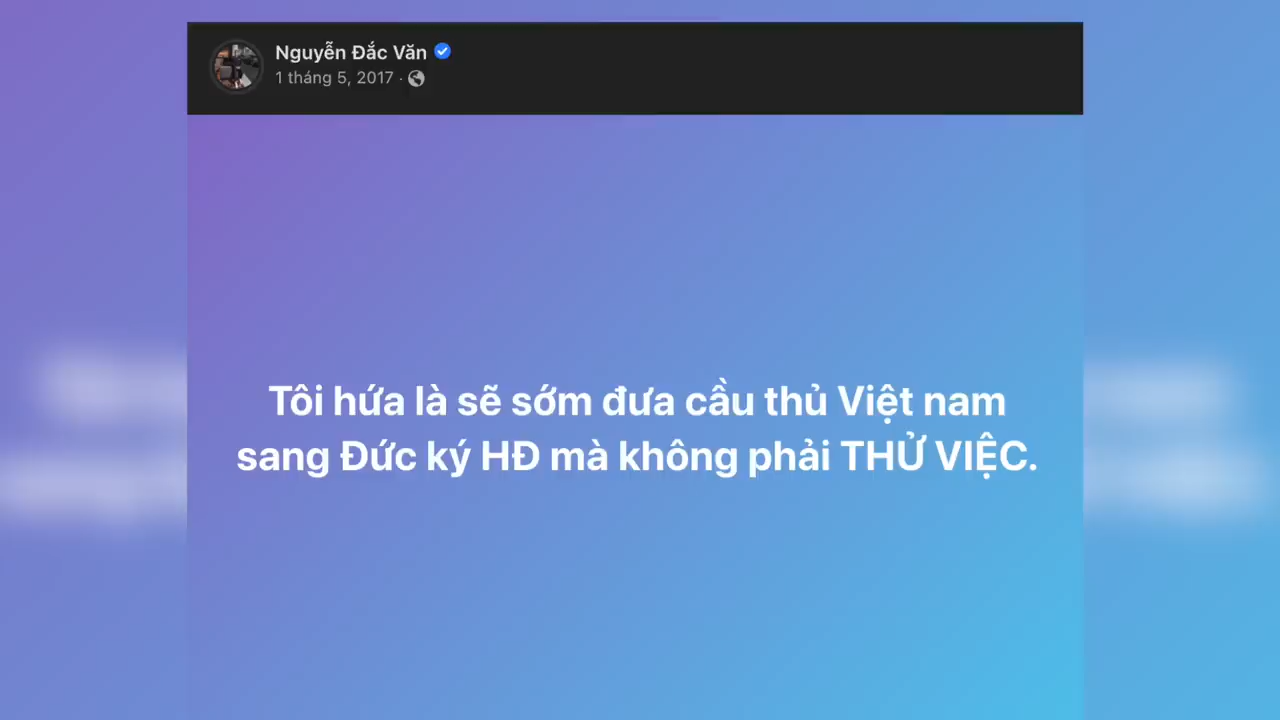 Nguyễn Đắc Văn
1 tháng 5, 2017 ·
Tôi hứa là sẽ sớm đưa cầu thủ Việt nam
sang Đức ký HĐ mà không phải THỬ VIỆC.